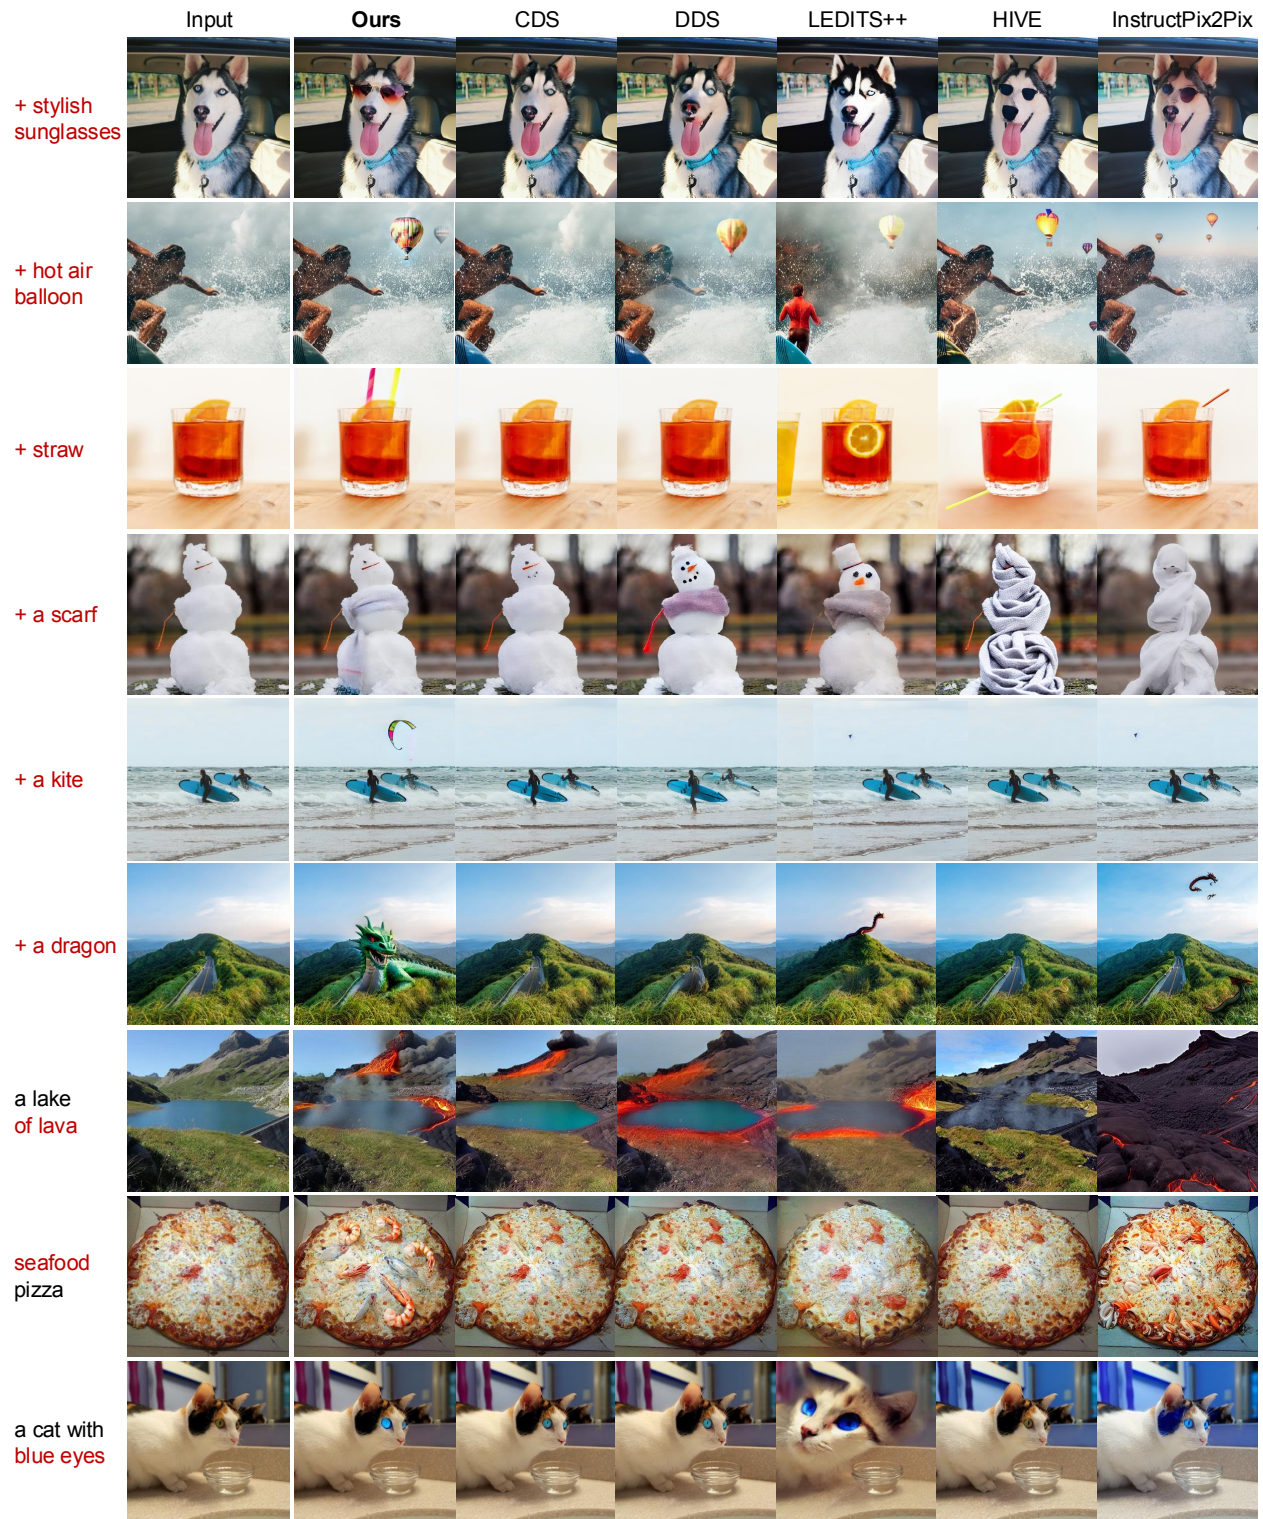 Input Ours CDS DDS LEDITS++ HIVE InstructPix2Pix
+ stylish
sunglasses
+ hot air
balloon
+ straw
+ a scarf
+ a kite
+ a dragon
a lake
of lava
seafood
pizza
a cat with
blue eyes